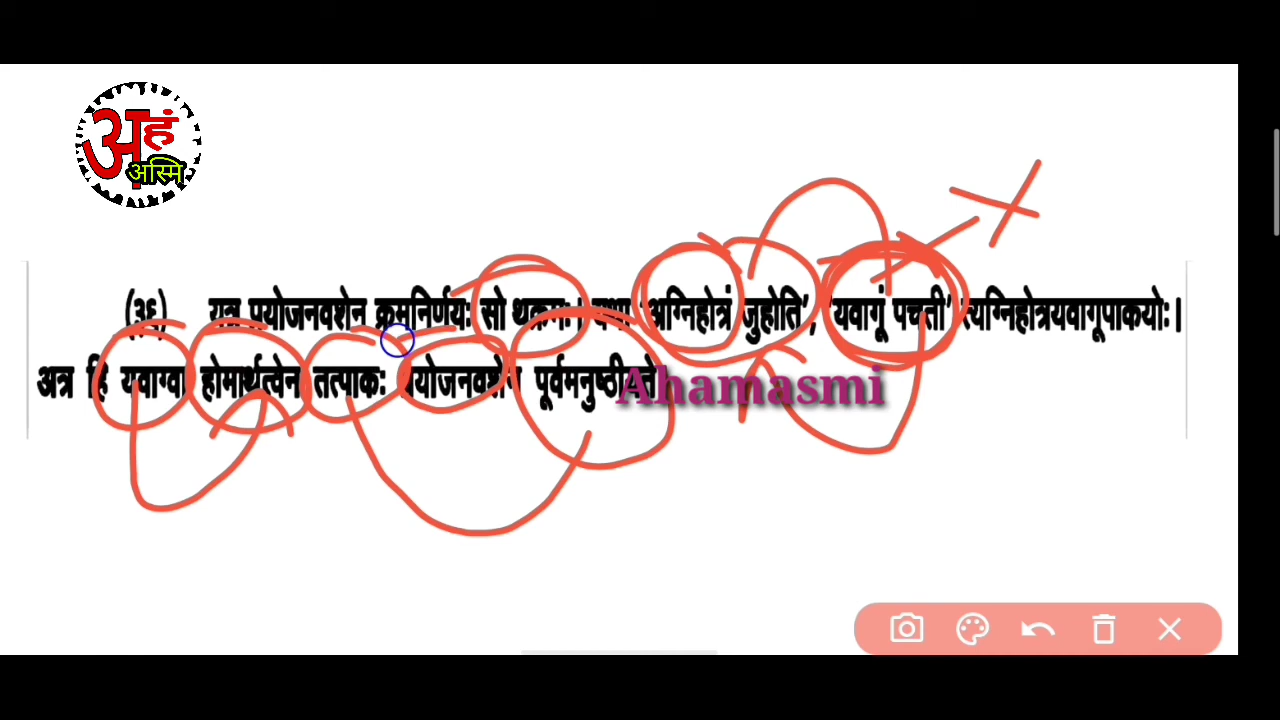 अहं
अस्मि
(३६) यत्र प्रयोजनवशेन क्रमनिर्णयः सो थक्रमः। यथा 'अग्निहोत्रं जुहोति', 'यवागूं पचती' त्यग्निहोत्रयवागूपाकयोः।
अत्र हि यवाग्वा होमार्थत्वेन तत्पाकः प्रयोजनवशेन पूर्वमनुष्ठीयते
Ahamasmi